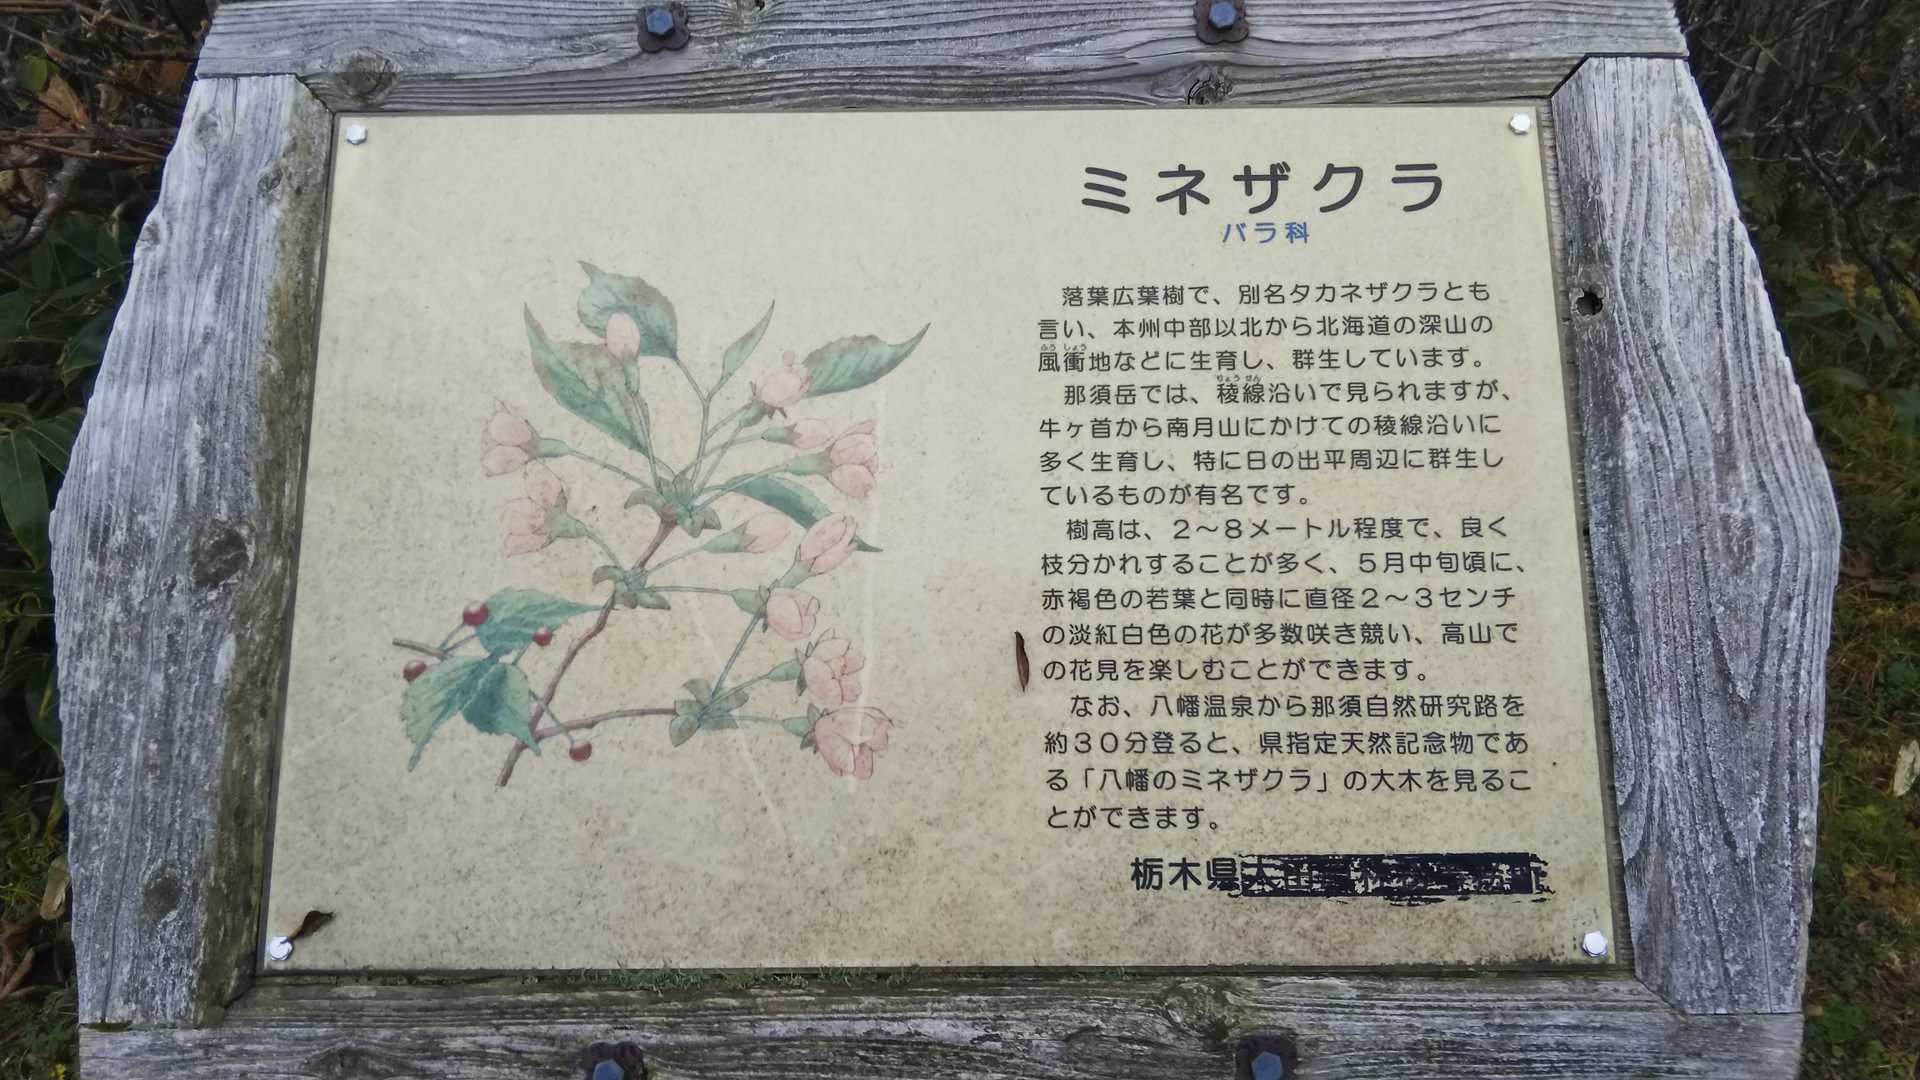 ミネザクラ
バラ科
落葉広葉樹で、別名タカネザクラとも
言い、本州中部以北から北海道の深山の
風衝地などに生育し、群生しています。
那須岳では、稜線沿いで見られますが、
牛ヶ首から南月山にかけての稜線沿いに
多く生育し、特に日の出平周辺に群生し
ているものが有名です。
樹高は、2～8メートル程度で、良く
枝分かれすることが多く、5月中旬頃に、
赤褐色の若葉と同時に直径2～3センチ
の淡紅白色の花が多数咲き競い、高山で
の花見を楽しむことができます。
なお、八幡温泉から那須自然研究路を
約30分登ると、県指定天然記念物であ
る「八幡のミネザクラ」の大木を見るこ
とができます。
栃木県